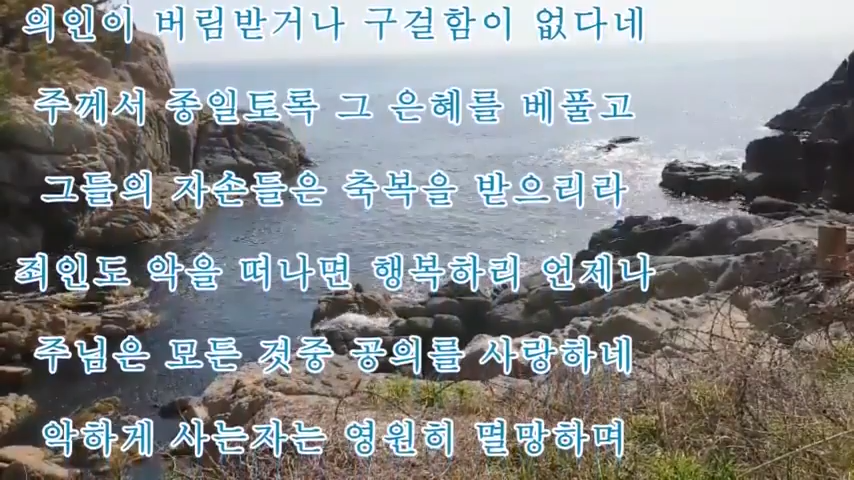 의인이 버림받거나 구걸함이 없다네
주께서 종일토록 그 은혜를 베풀고
그들의 자손들은 축복을 받으리라
죄인도 악을 떠나면 행복하리 언제나
주님은 모든 것중 공의를 사랑하네
악하게 사는자는 영원히 멸망하며